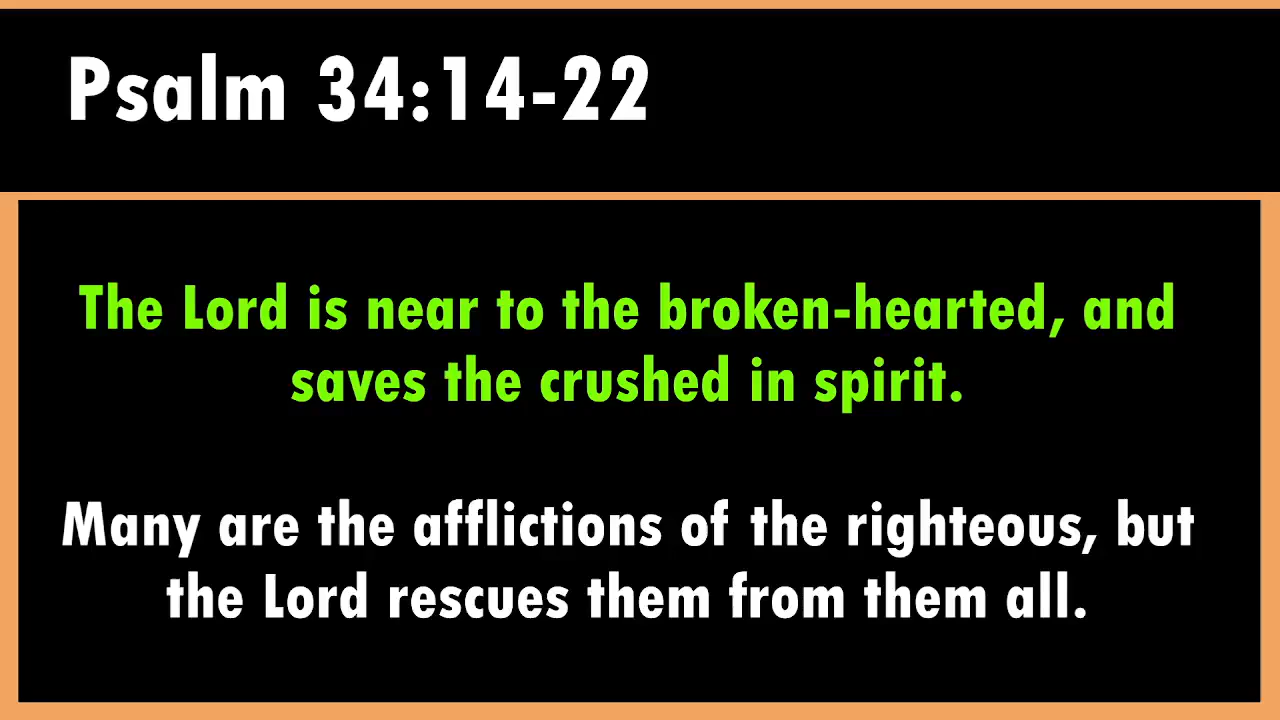 Psalm 34:14-22
The Lord is near to the broken-hearted, and
saves the crushed in spirit.
Many are the afflictions of the righteous, but
the Lord rescues them from them all.